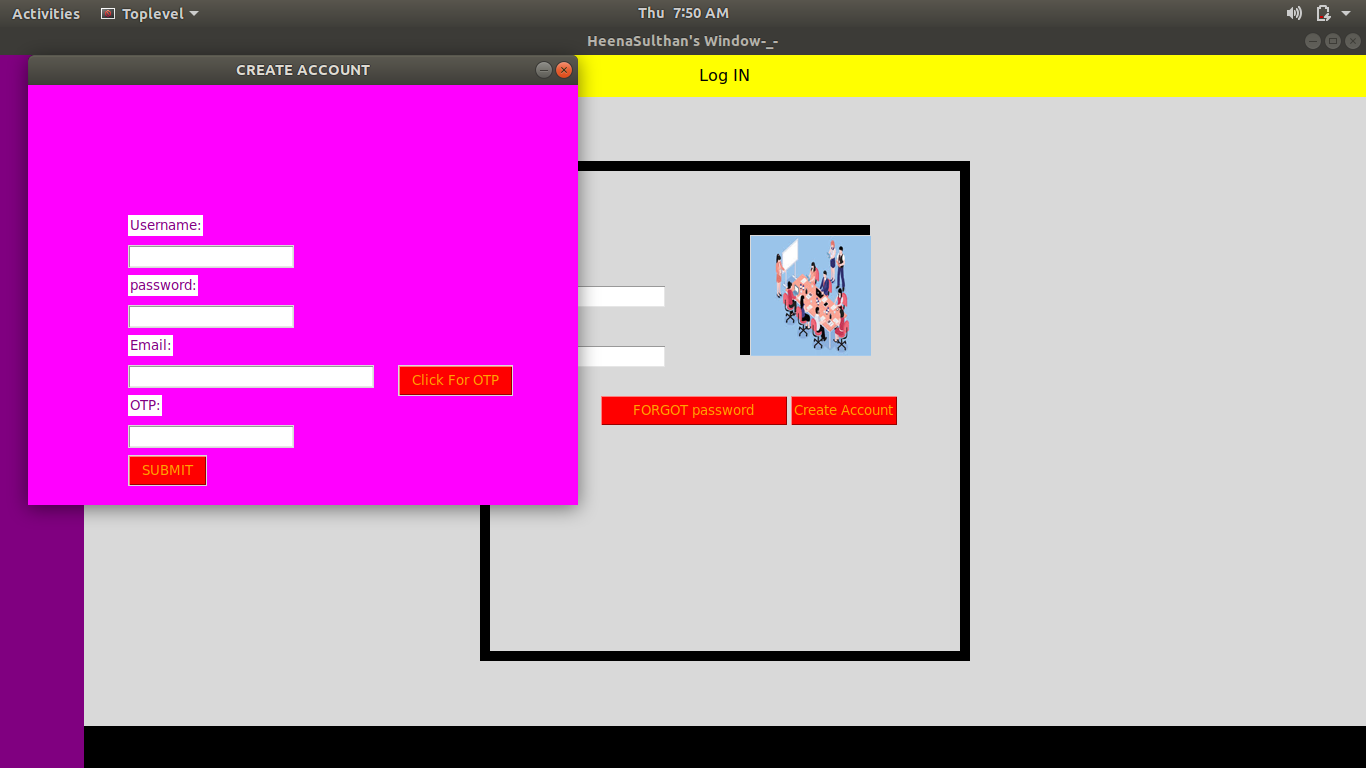 Activities Toplevel Thu 7:50 AM
HeenaSulthan's Window-_-
CREATE ACCOUNT
Log IN
Username:
password:
Email:
Click For OTP
OTP:
SUBMIT
FORGOT password Create Account